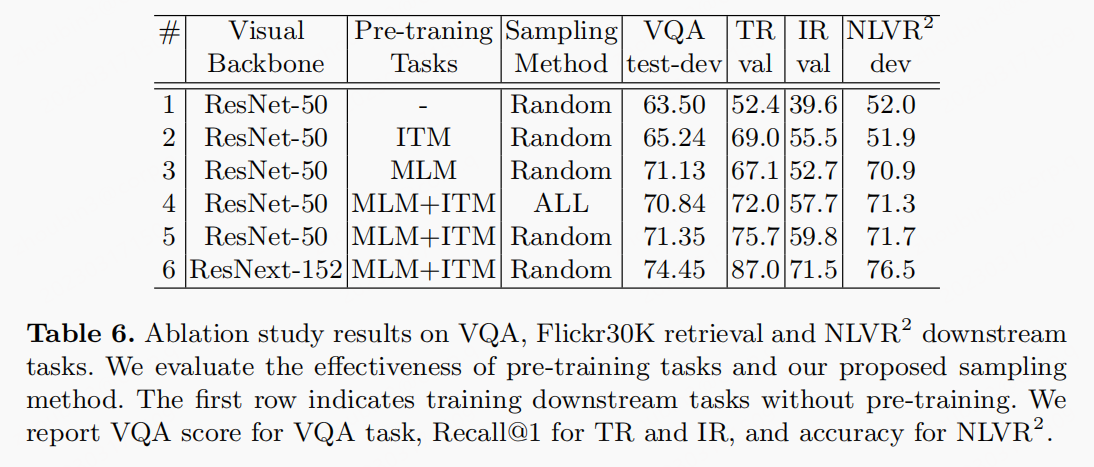 # Visual Pre-traning Sampling VQA TR IR NLVR²
Backbone Tasks Method test-dev val val dev
1 ResNet-50 - Random 63.50 52.4 39.6 52.0
2 ResNet-50 ITM Random 65.24 69.0 55.5 51.9
3 ResNet-50 MLM Random 71.13 67.1 52.7 70.9
4 ResNet-50 MLM+ITM ALL 70.84 72.0 57.7 71.3
5 ResNet-50 MLM+ITM Random 71.35 75.7 59.8 71.7
6 ResNext-152 MLM+ITM Random 74.45 87.0 71.5 76.5
Table 6. Ablation study results on VQA, Flickr30K retrieval and NLVR² downstream
tasks. We evaluate the effectiveness of pre-training tasks and our proposed sampling
method. The first row indicates training downstream tasks without pre-training. We
report VQA score for VQA task, Recall@1 for TR and IR, and accuracy for NLVR².